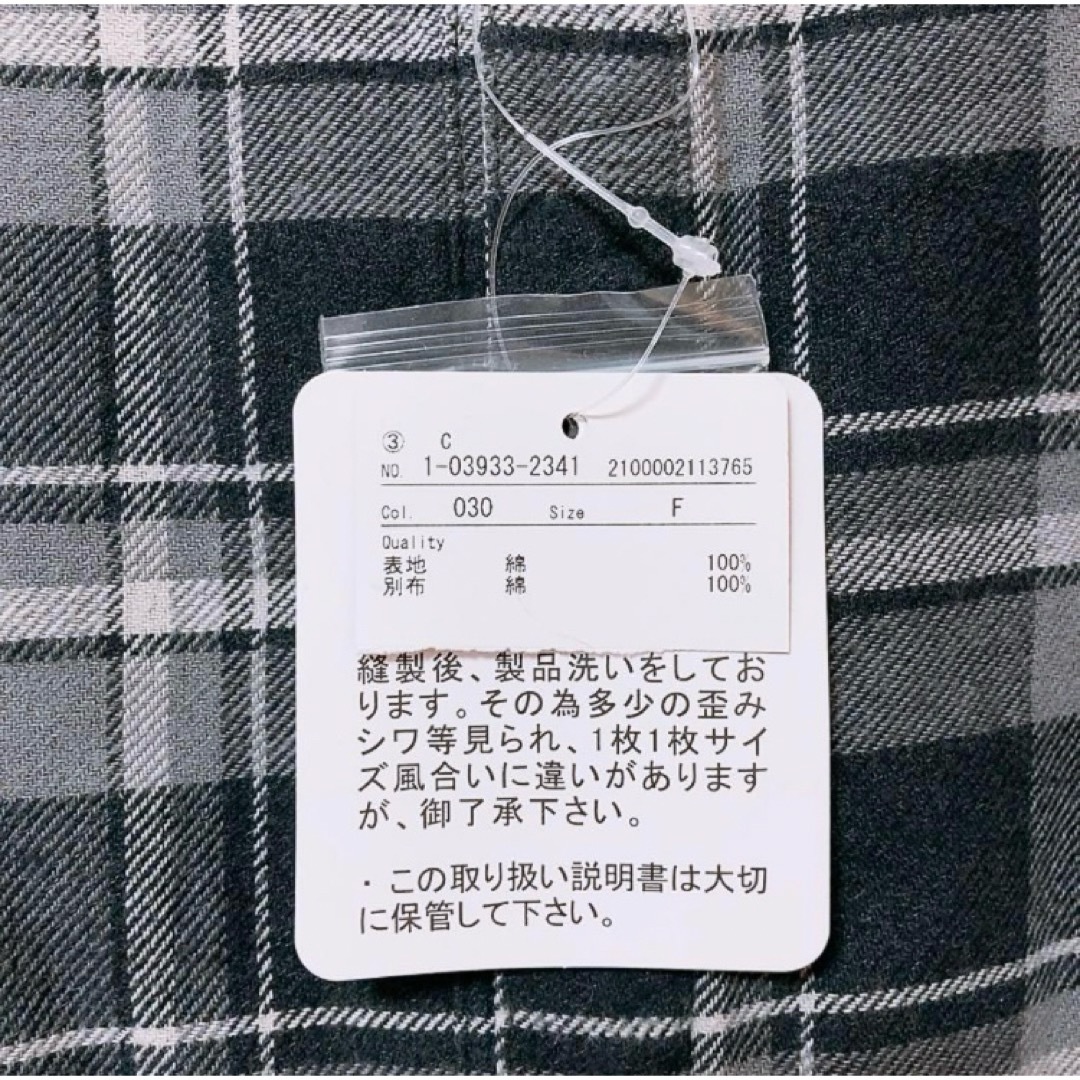 ③ C
NO. 1-03933-2341 2100002113765
Col. 030 Size F
Quality
表地 綿 100%
別布 綿 100%
縫製後、製品洗いをしてお
ります。その為多少の歪み
シワ等見られ、1枚1枚サイ
ズ風合いに違いがあります
が、御了承下さい。
・この取り扱い説明書は大切
に保管して下さい。